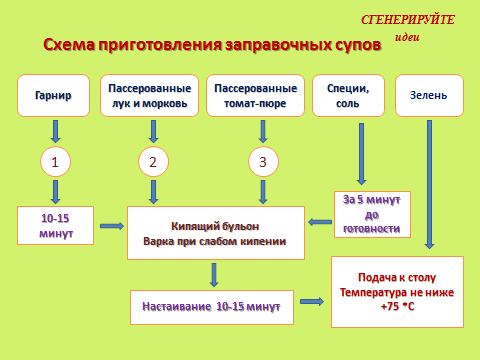 СГЕНЕРИРУЙТЕ
идеи
Схема приготовления заправочных супов
Гарнир
Пассерованные
лук и морковь
Пассерованные
томат-пюре
Специи,
соль
Зелень
1
2
3
10-15
минут
Кипящий бульон
Варка при слабом кипении
За 5 минут
до
готовности
Настаивание 10-15 минут
Подача к столу
Температура не ниже
+75 *С